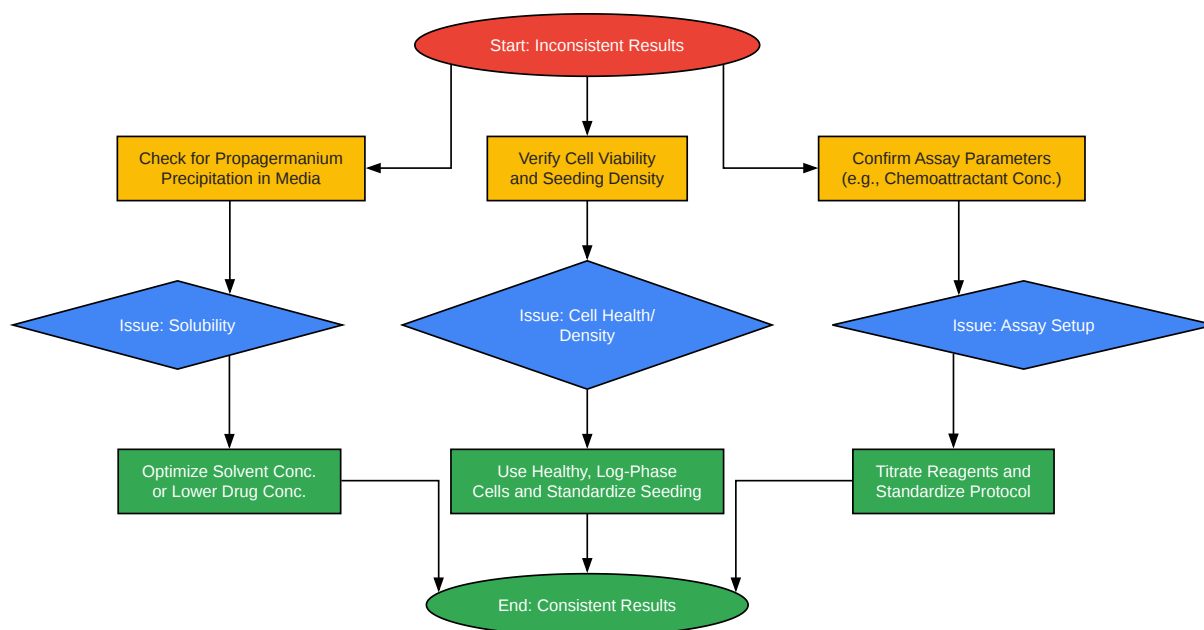 Start: Inconsistent Results
Check for Propagermanium
Precipitation in Media
Verify Cell Viability
and Seeding Density
Confirm Assay Parameters
(e.g., Chemoattractant Conc.)
Issue: Solubility
Issue: Cell Health/
Density
Issue: Assay Setup
Optimize Solvent Conc.
or Lower Drug Conc.
Use Healthy, Log-Phase
Cells and Standardize Seeding
Titrate Reagents and
Standardize Protocol
End: Consistent Results